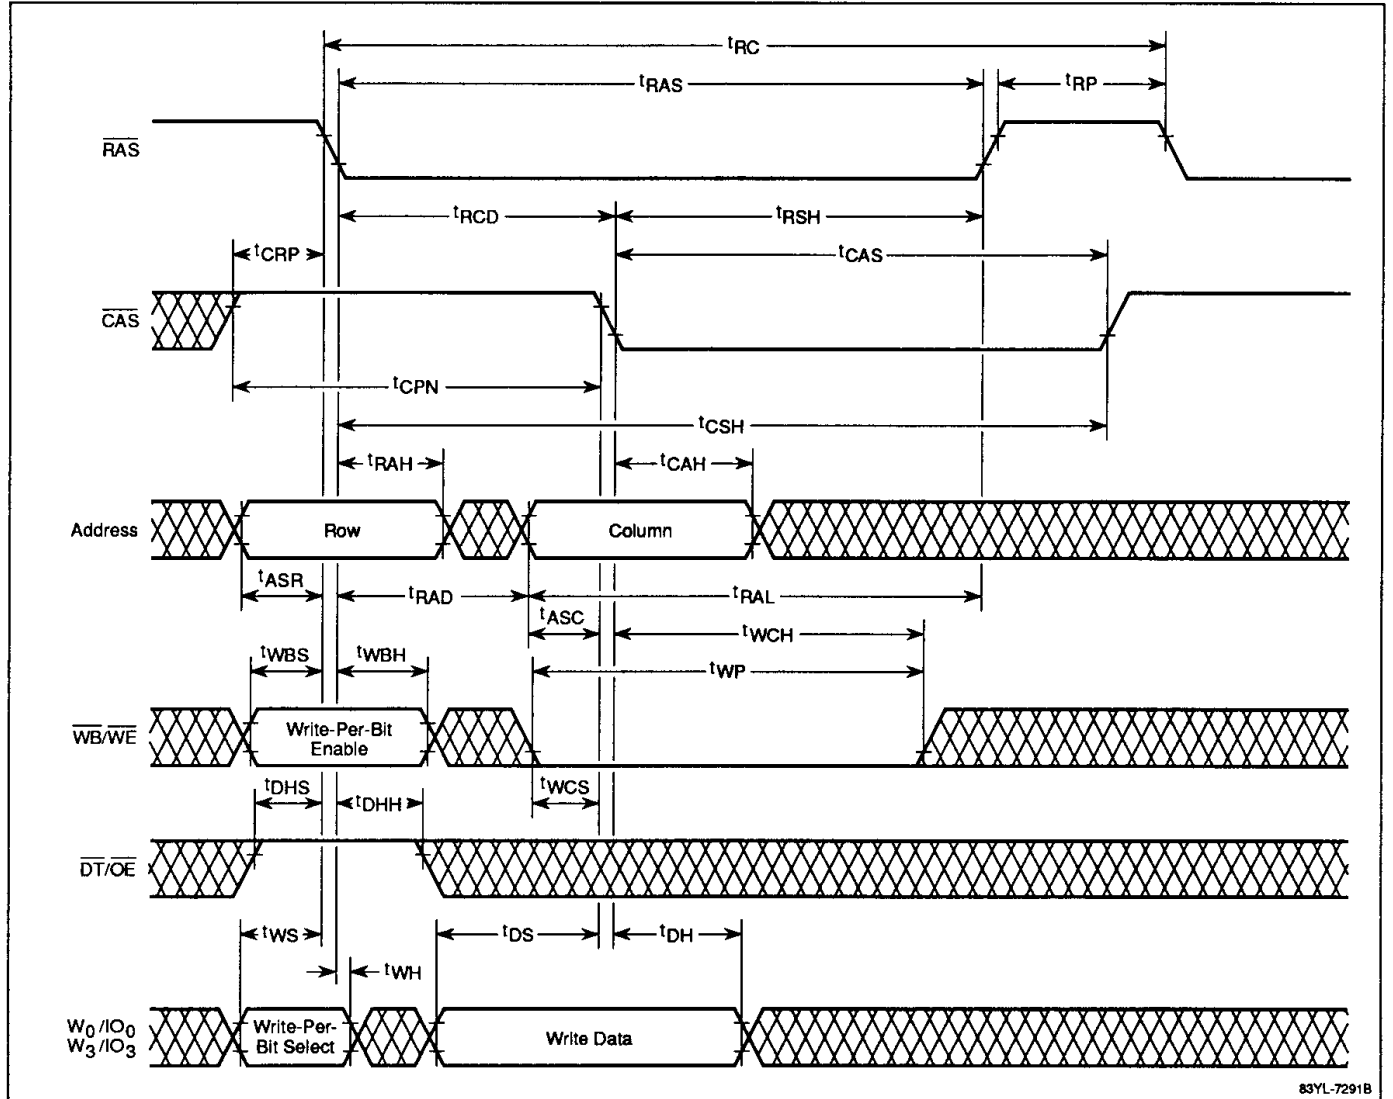 tRC
tRAS
tRP
RAS
tRCD
tRSH
tCRP
tCAS
CAS
tCPN
tCSH
tRAH
tCAH
Address
Row
Column
tASR
tRAD
tRAL
tASC
tWCH
tWBS
tWBH
tWP
WB/WE
Write-Per-Bit
Enable
tDHS
tDHH
tWCS
DT/OE
tWS
tDS
tDH
tWH
W0/IO0
W3/IO3
Write-Per-
Bit Select
Write Data
83YL-7291B